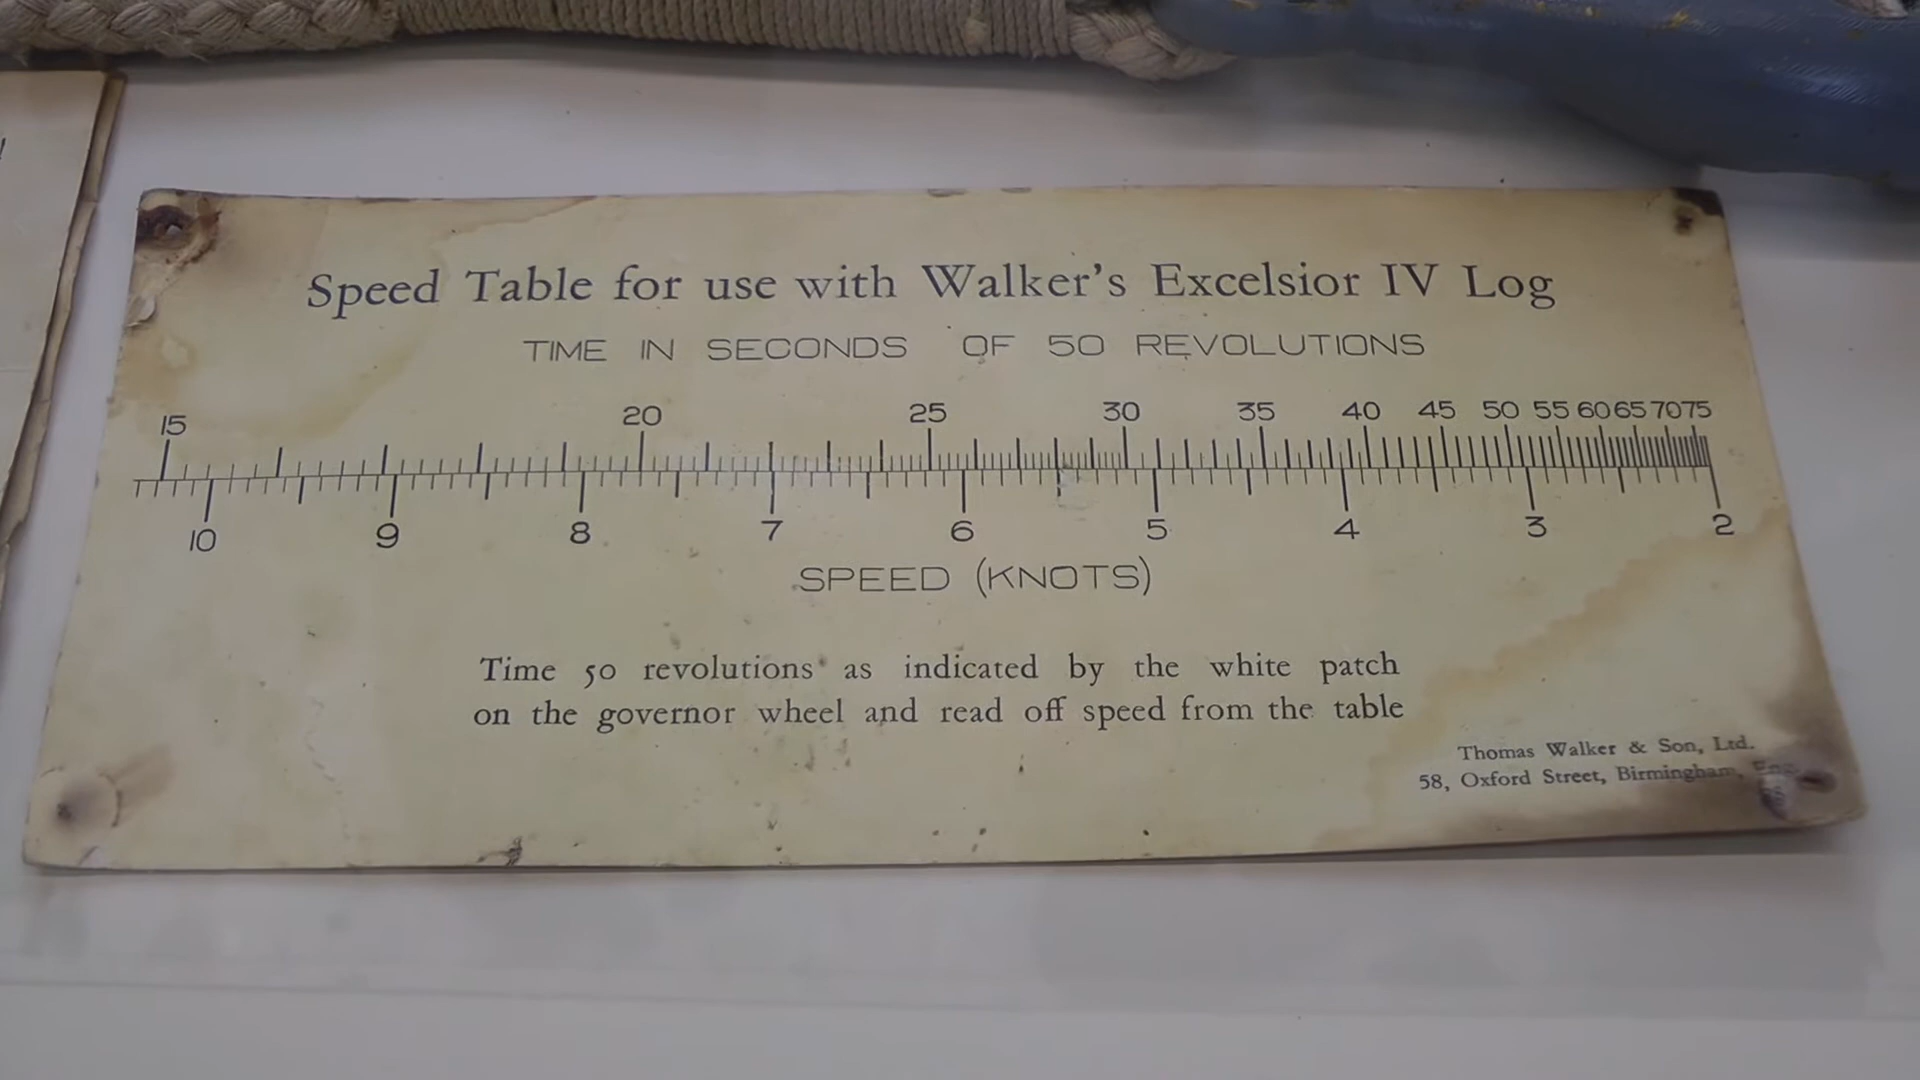 Speed Table for use with Walker's Excelsior IV Log
TIME IN SECONDS OF 50 REVOLUTIONS
15 20 25 30 35 40 45 50 55 60 65 70 75
10 9 8 7 6 5 4 3 2
SPEED (KNOTS)
Time 50 revolutions as indicated by the white patch
on the governor wheel and read off speed from the table
Thomas Walker & Son, Ltd.
58, Oxford Street, Birmingham,